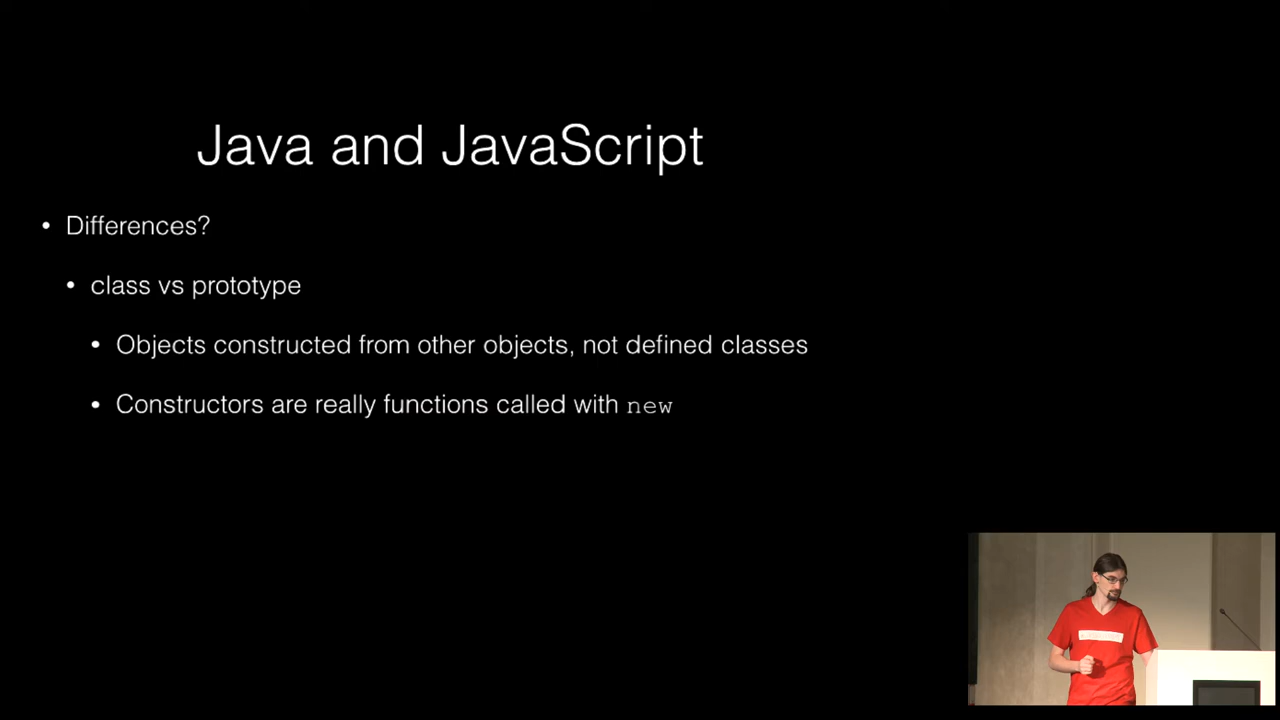 Java and JavaScript
• Differences?
• class vs prototype
• Objects constructed from other objects, not defined classes
• Constructors are really functions called with new